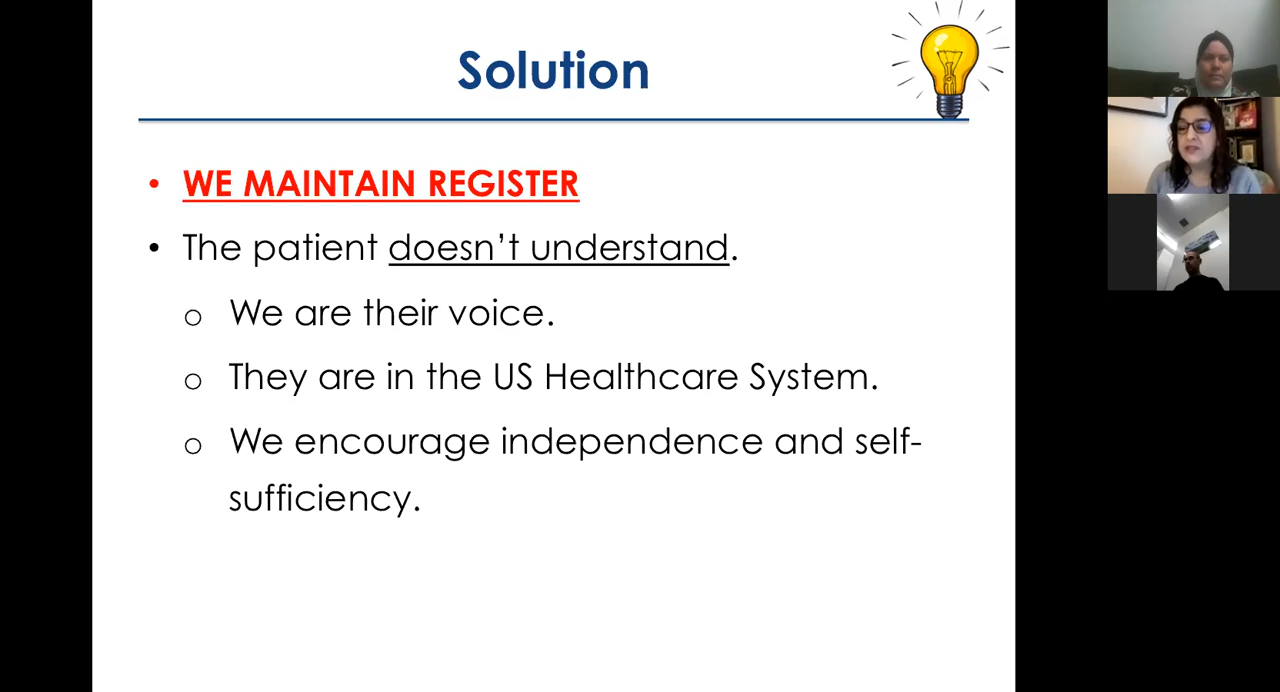 Solution
• WE MAINTAIN REGISTER
• The patient doesn’t understand.
o We are their voice.
o They are in the US Healthcare System.
o We encourage independence and self-
sufficiency.